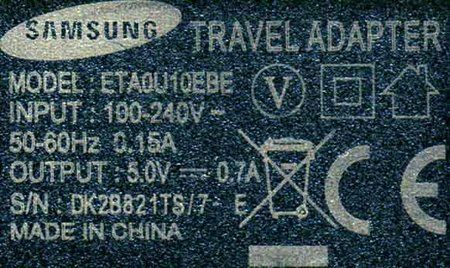 SAMSUNG TRAVEL ADAPTER
MODEL : ETA0U10EBE
INPUT : 100-240V~
50-60Hz 0.15A
OUTPUT : 5.0V⎓0.7A
S/N : DK2B821TS/7-E
MADE IN CHINA
V
CE